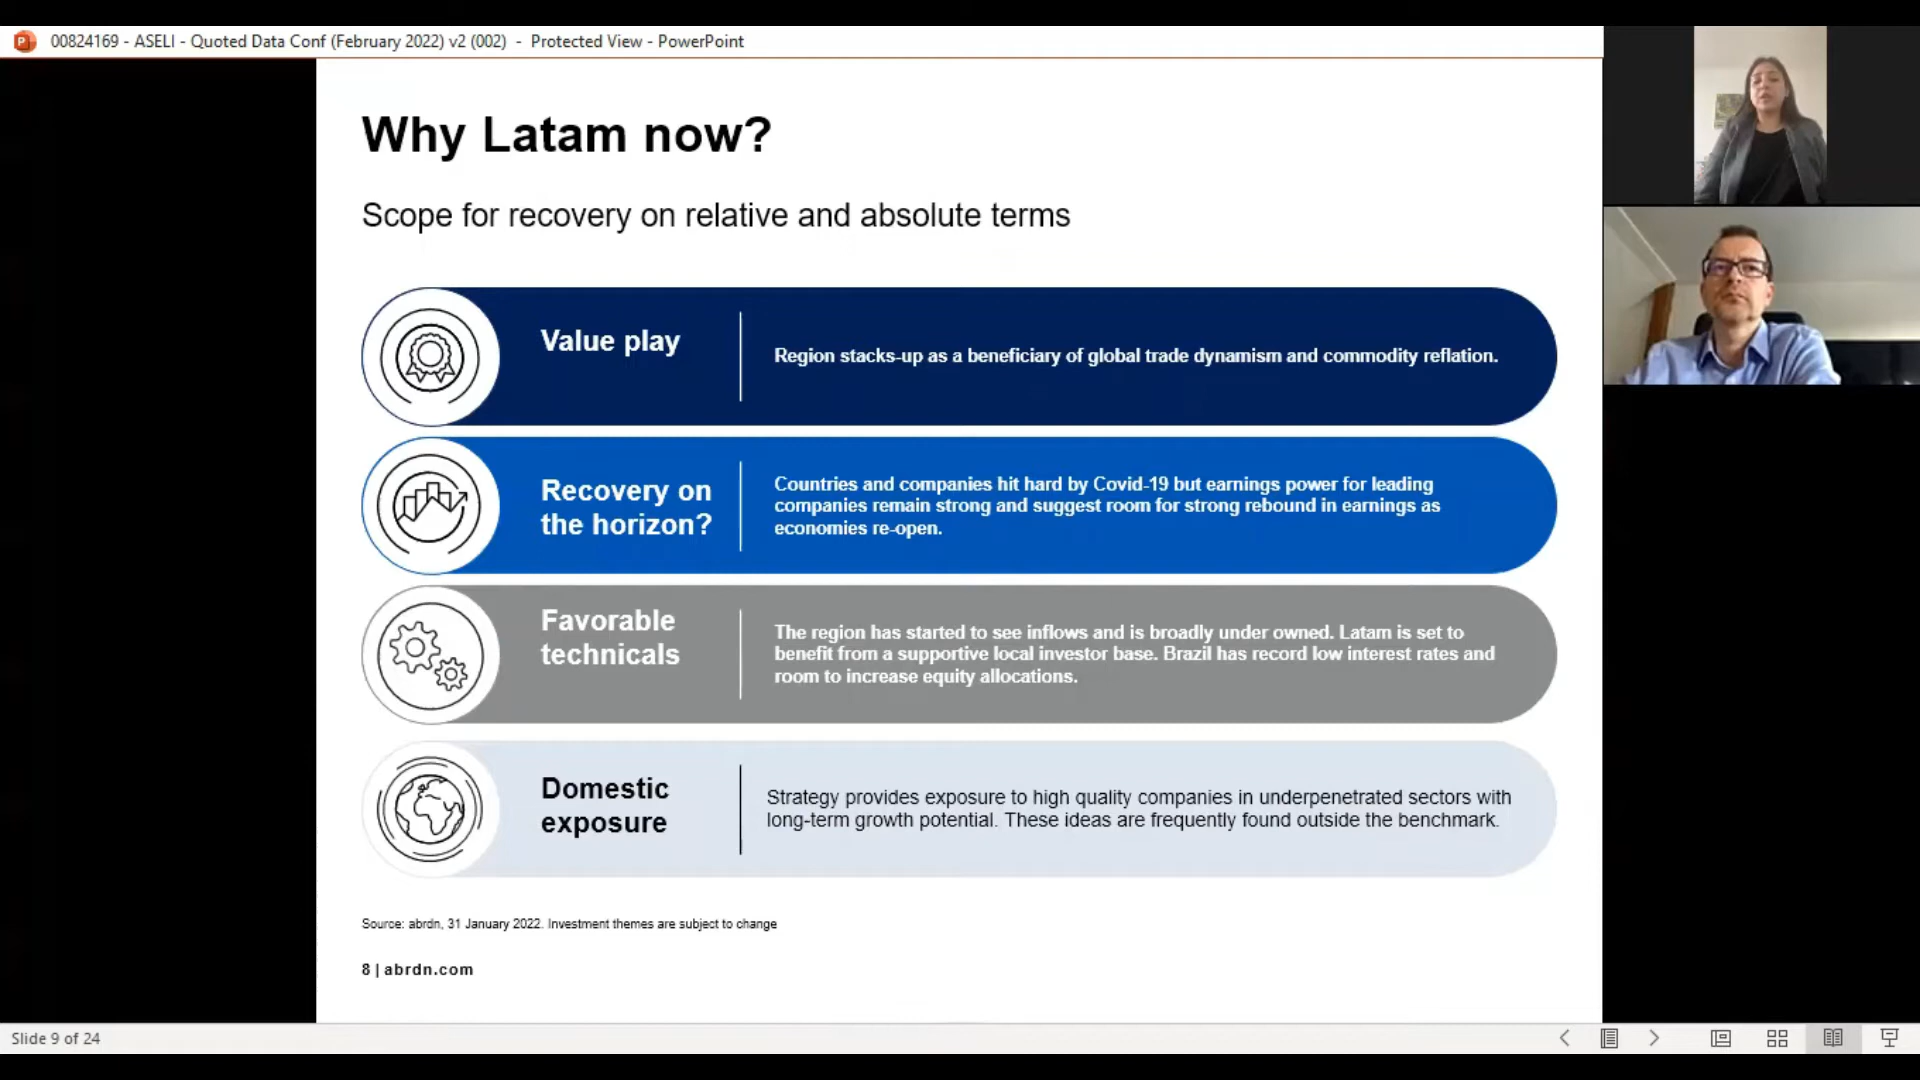 00824169 - ASELI - Quoted Data Conf (February 2022) v2 (002) - Protected View - PowerPoint
Why Latam now?
Scope for recovery on relative and absolute terms
Value play
Region stacks-up as a beneficiary of global trade dynamism and commodity reflation.
Recovery on
the horizon?
Countries and companies hit hard by Covid-19 but earnings power for leading
companies remain strong and suggest room for strong rebound in earnings as
economies re-open.
Favorable
technicals
The region has started to see inflows and is broadly under owned. Latam is set to
benefit from a supportive local investor base. Brazil has record low interest rates and
room to increase equity allocations.
Domestic
exposure
Strategy provides exposure to high quality companies in underpenetrated sectors with
long-term growth potential. These ideas are frequently found outside the benchmark.
Source: abrdn, 31 January 2022. Investment themes are subject to change
8 | abrdn.com
Slide 9 of 24